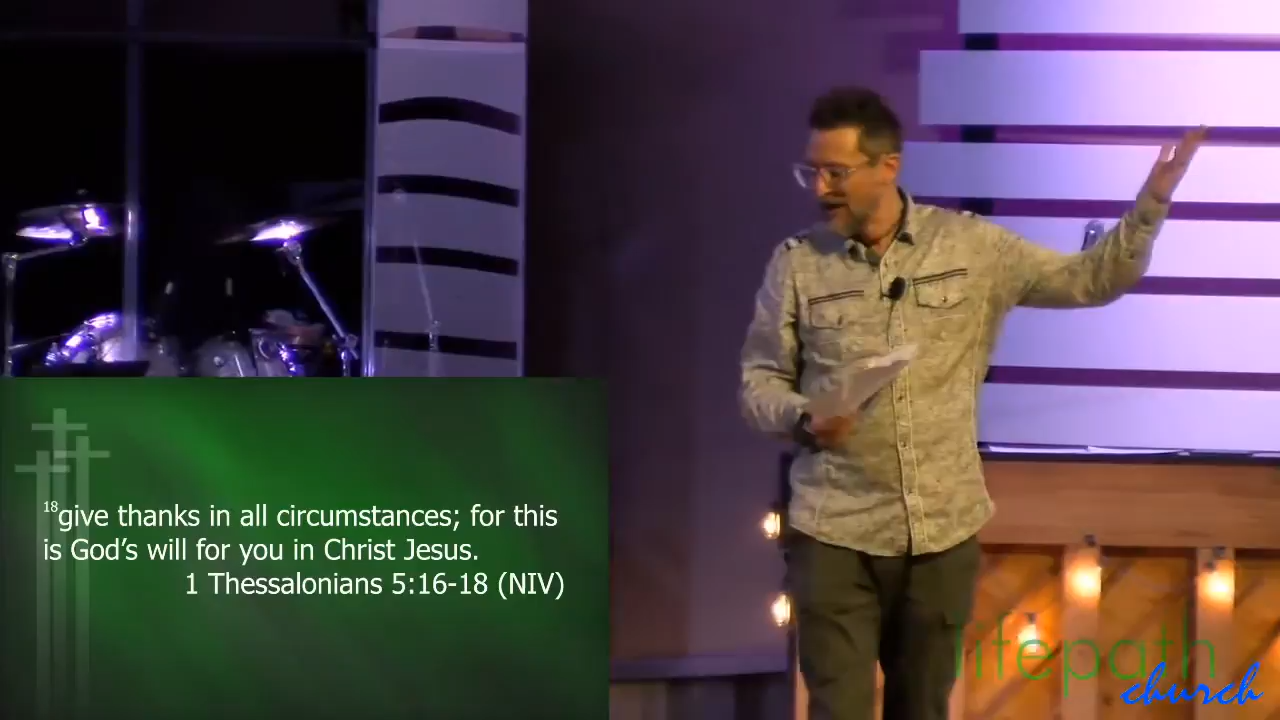 18give thanks in all circumstances; for this
is God's will for you in Christ Jesus.
1 Thessalonians 5:16-18 (NIV)
lifepath
church